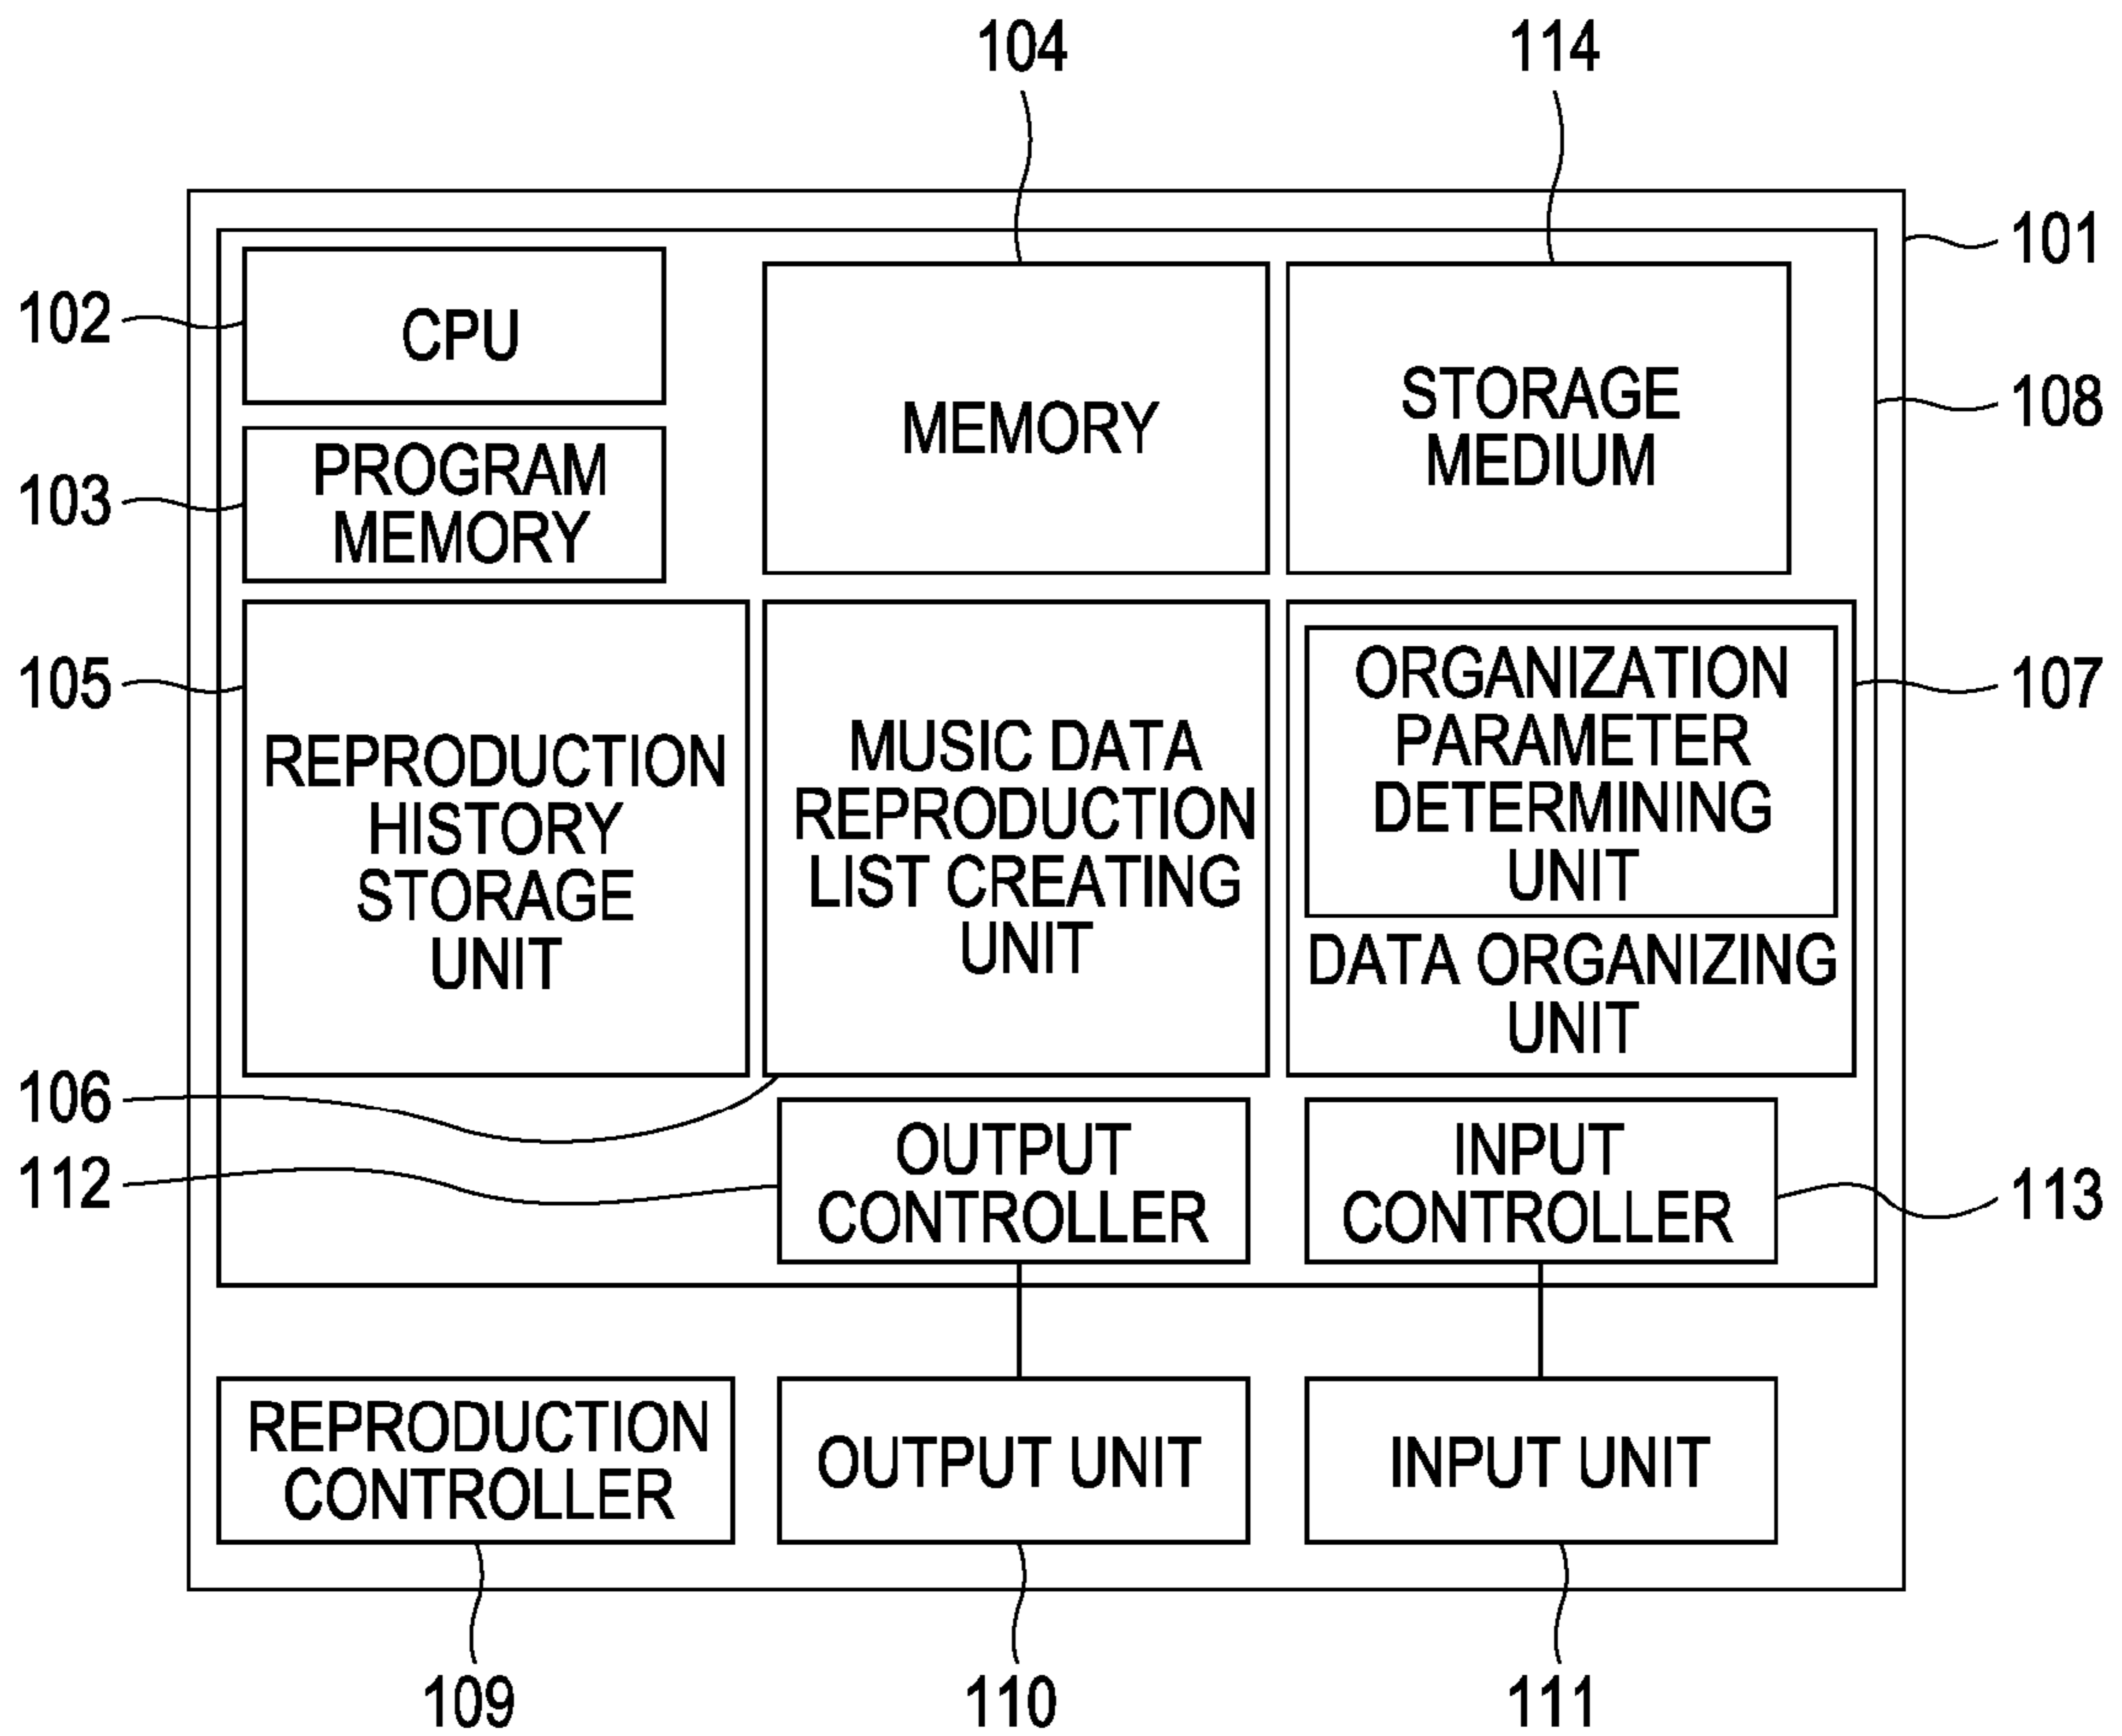 104
114
101
102
CPU
MEMORY
STORAGE
MEDIUM
108
103
PROGRAM
MEMORY
105
REPRODUCTION
HISTORY
STORAGE
UNIT
MUSIC DATA
REPRODUCTION
LIST CREATING
UNIT
ORGANIZATION
PARAMETER
DETERMINING
UNIT
DATA ORGANIZING
UNIT
107
106
112
OUTPUT
CONTROLLER
INPUT
CONTROLLER
113
REPRODUCTION
CONTROLLER
OUTPUT UNIT
INPUT UNIT
109
110
111